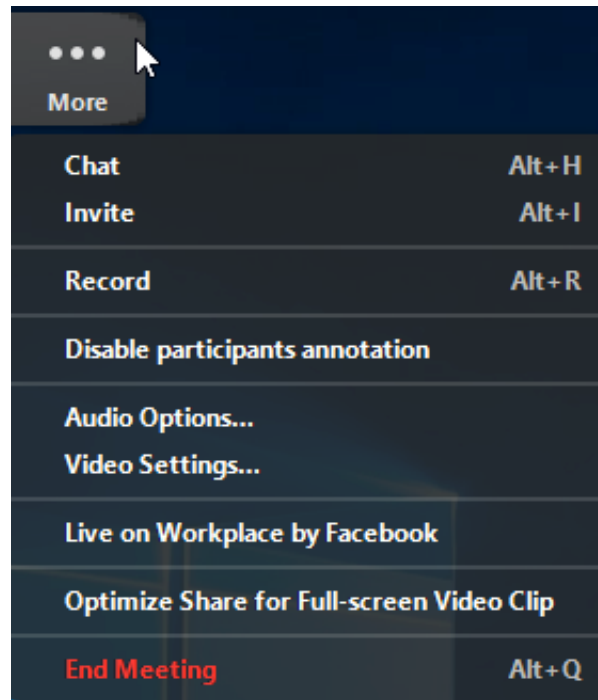 More
Chat Alt+H
Invite Alt+I
Record Alt+R
Disable participants annotation
Audio Options...
Video Settings...
Live on Workplace by Facebook
Optimize Share for Full-screen Video Clip
End Meeting Alt+Q